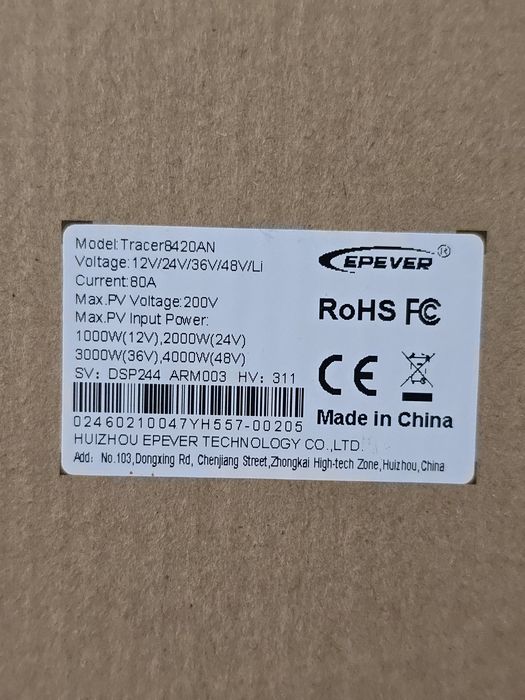 Model:Tracer8420AN
Voltage:12V/24V/36V/48V/Li
Current:80A
Max.PV Voltage:200V
Max.PV Input Power:
1000W(12V),2000W(24V)
3000W(36V),4000W(48V)
SV: DSP244 ARM003 HV: 311
02460210047YH557-00205
HUIZHOU EPEVER TECHNOLOGY CO.,LTD.
Add: No.103,Dongxing Rd, Chenjiang Street,Zhongkai High-tech Zone,Huizhou,China
EPEVER®
RoHS FC
CE
Made in China